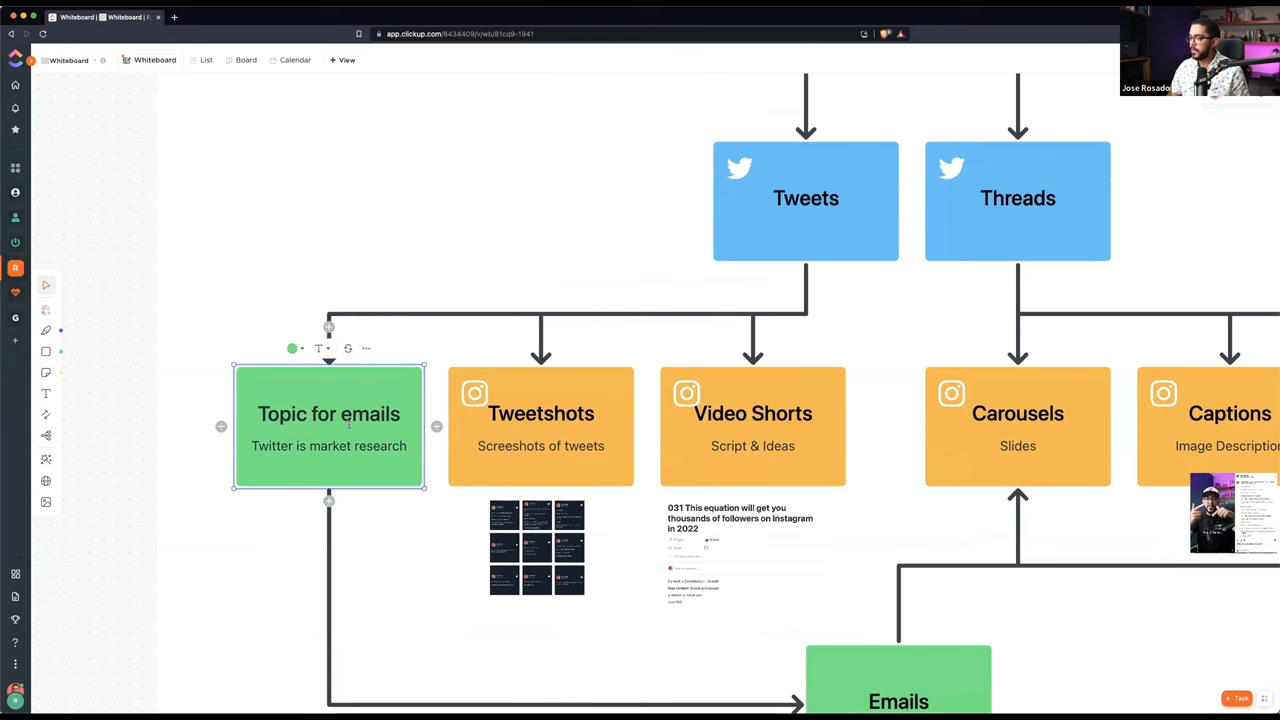 Whiteboard | Whiteboard | R
app.clickup.com/8434409/v/wb/81cq9-1941
Whiteboard
Whiteboard
List
Board
Calendar
+ View
Jose Rosado
R
G
Tweets
Threads
T
Topic for emails
Twitter is market research
Tweetshots
Screeshots of tweets
Video Shorts
Script & Ideas
Carousels
Slides
Captions
Image Description
031 This equation will get you
thousands of followers on Instagram
in 2022
Emails
+ Task